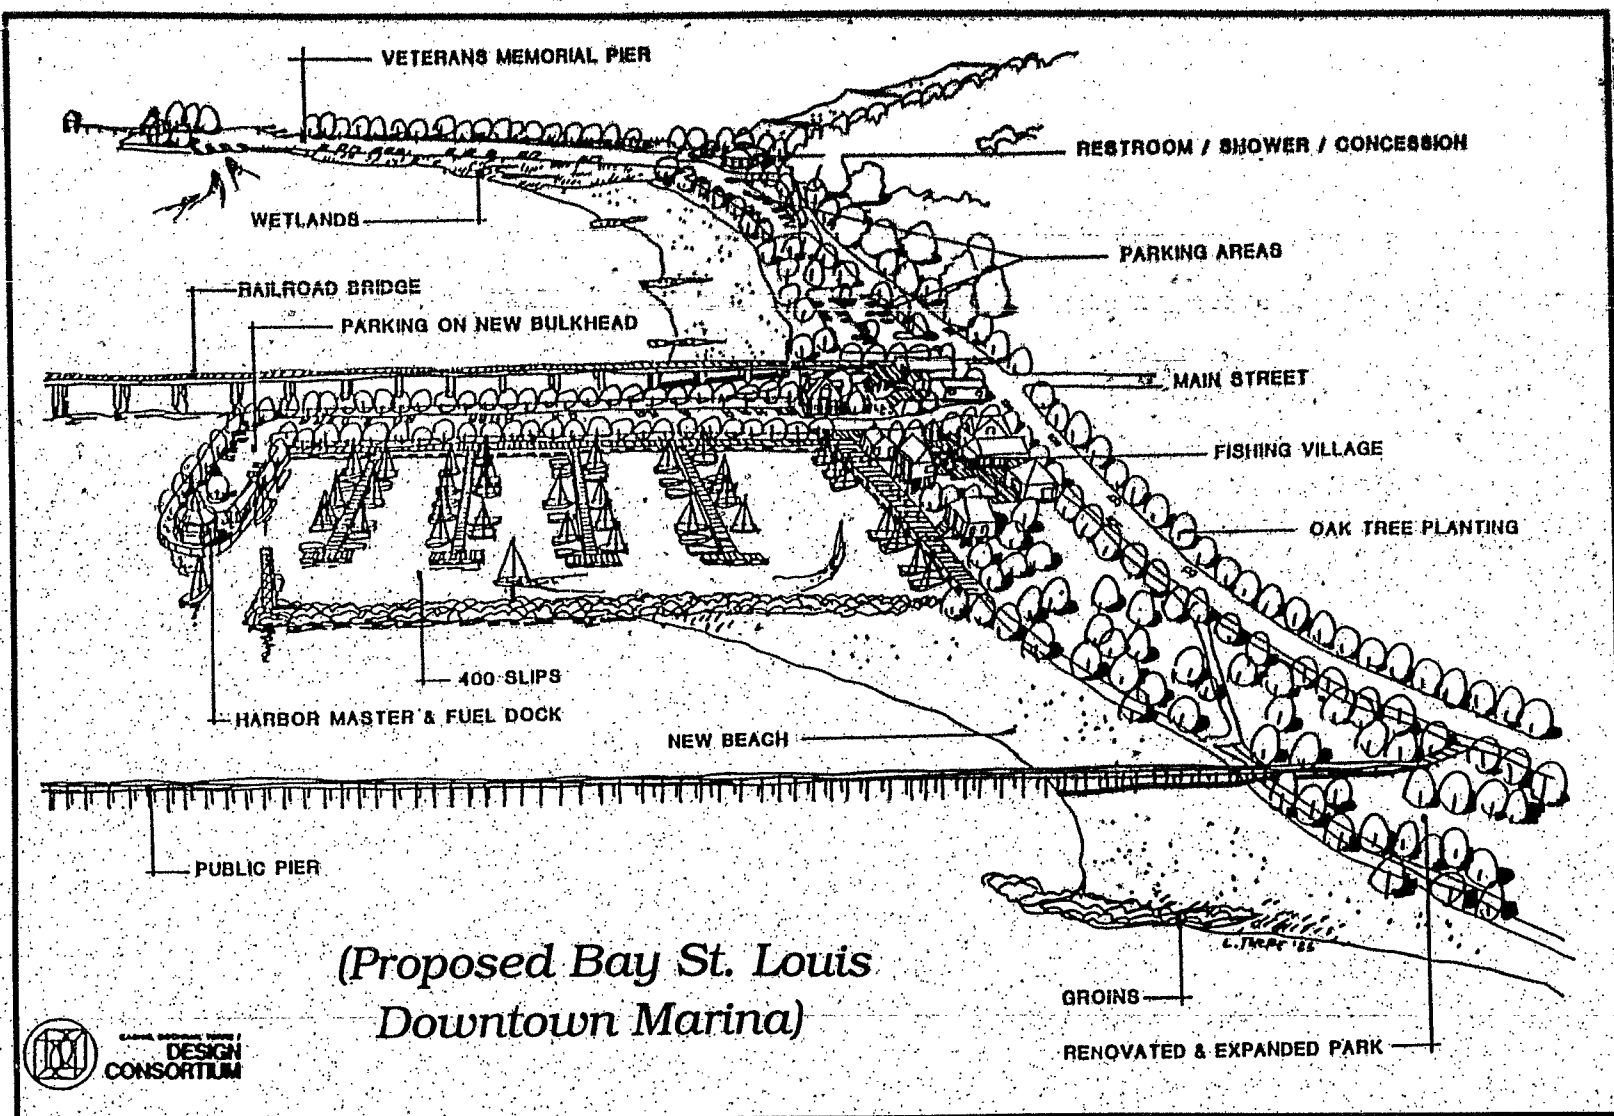 VETERANS MEMORIAL PIER
RESTROOM / SHOWER / CONCESSION
WETLANDS
PARKING AREAS
RAILROAD BRIDGE
PARKING ON NEW BULKHEAD
MAIN STREET
FISHING VILLAGE
OAK TREE PLANTING
400 SLIPS
HARBOR MASTER & FUEL DOCK
NEW BEACH
PUBLIC PIER
GROINS
RENOVATED & EXPANDED PARK
(Proposed Bay St. Louis
Downtown Marina)
DESIGN
CONSORTIUM